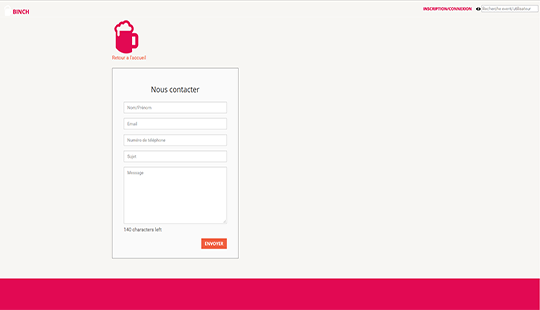 BINCH
INSCRIPTION/CONNEXION
Recherche event/utilisateur
Retour à l'accueil
Nous contacter
Nom/Prénom
Email
Numéro de téléphone
Sujet
Message
140 characters left
ENVOYER